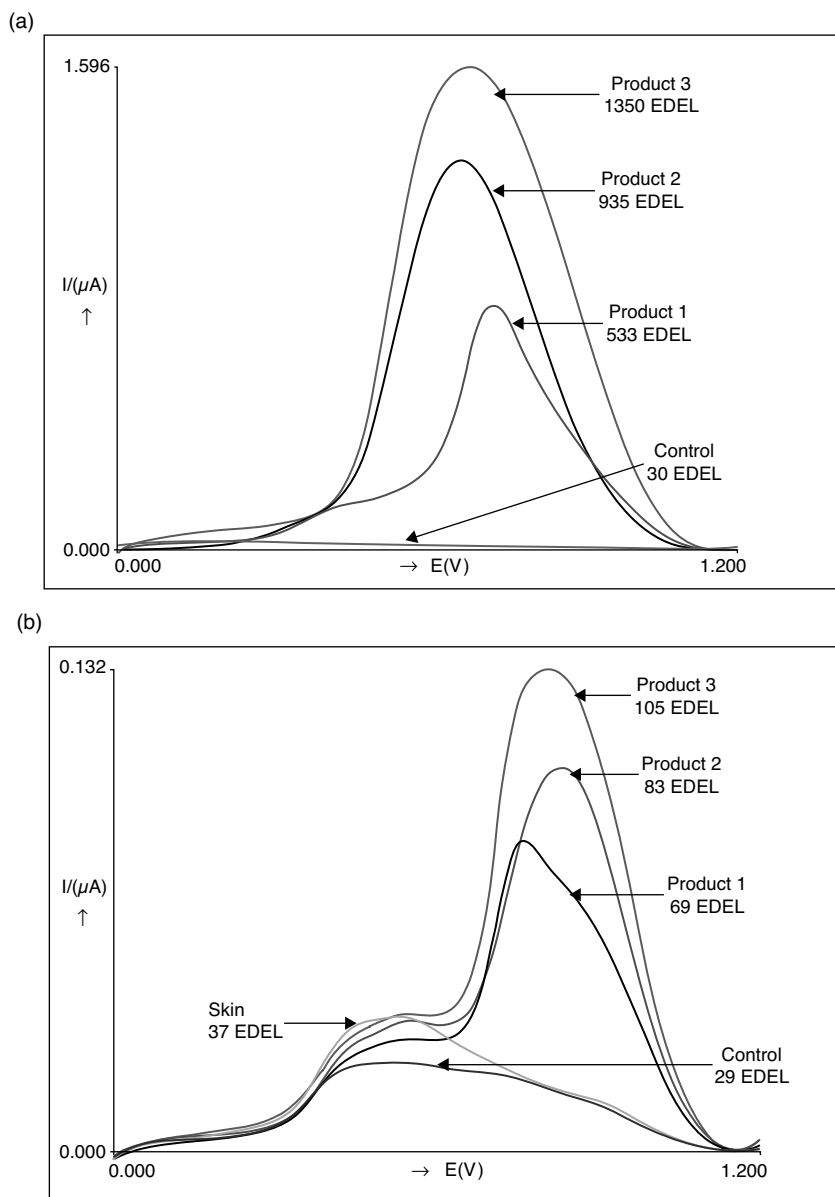 (a)
1.596
Product 3
1350 EDEL
Product 2
935 EDEL
I/(µA)
↑
Product 1
533 EDEL
Control
30 EDEL
0.000
0.000
→ E(V)
1.200
(b)
0.132
Product 3
105 EDEL
Product 2
83 EDEL
I/(µA)
↑
Product 1
69 EDEL
Skin
37 EDEL
Control
29 EDEL
0.000
0.000
→ E(V)
1.200